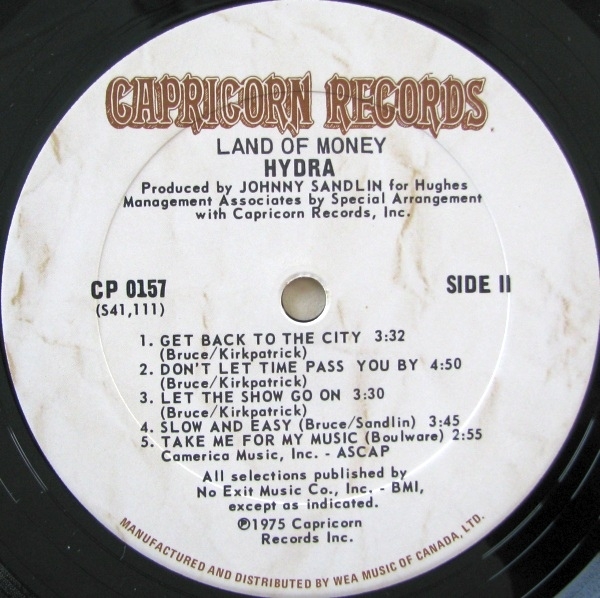 CAPRICORN RECORDS
LAND OF MONEY
HYDRA
Produced by JOHNNY SANDLIN for Hughes
Management Associates by Special Arrangement
with Capricorn Records, Inc.
CP 0157
(S41,111)
SIDE II
1. GET BACK TO THE CITY 3:32
(Bruce/Kirkpatrick)
2. DON'T LET TIME PASS YOU BY 4:50
(Bruce/Kirkpatrick)
3. LET THE SHOW GO ON 3:30
(Bruce/Kirkpatrick)
4. SLOW AND EASY (Bruce/Sandlin) 3:45
5. TAKE ME FOR MY MUSIC (Boulware) 2:55
Camerica Music, Inc. - ASCAP
All selections published by
No Exit Music Co., Inc. - BMI,
except as indicated.
℗1975 Capricorn
Records Inc.
MANUFACTURED AND DISTRIBUTED BY WEA MUSIC OF CANADA, LTD.